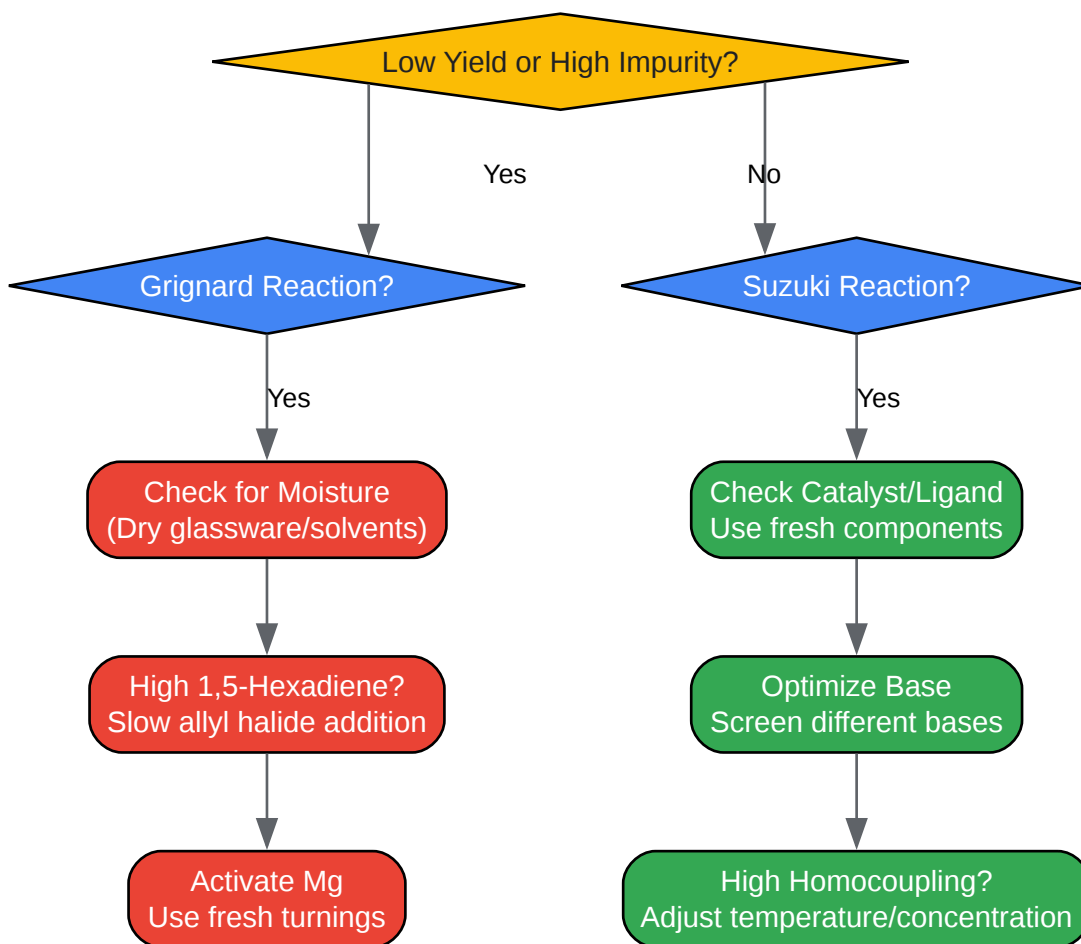 Low Yield or High Impurity?
Yes
No
Grignard Reaction?
Suzuki Reaction?
Yes
Yes
Check for Moisture
(Dry glassware/solvents)
Check Catalyst/Ligand
Use fresh components
High 1,5-Hexadiene?
Slow allyl halide addition
Optimize Base
Screen different bases
Activate Mg
Use fresh turnings
High Homocoupling?
Adjust temperature/concentration